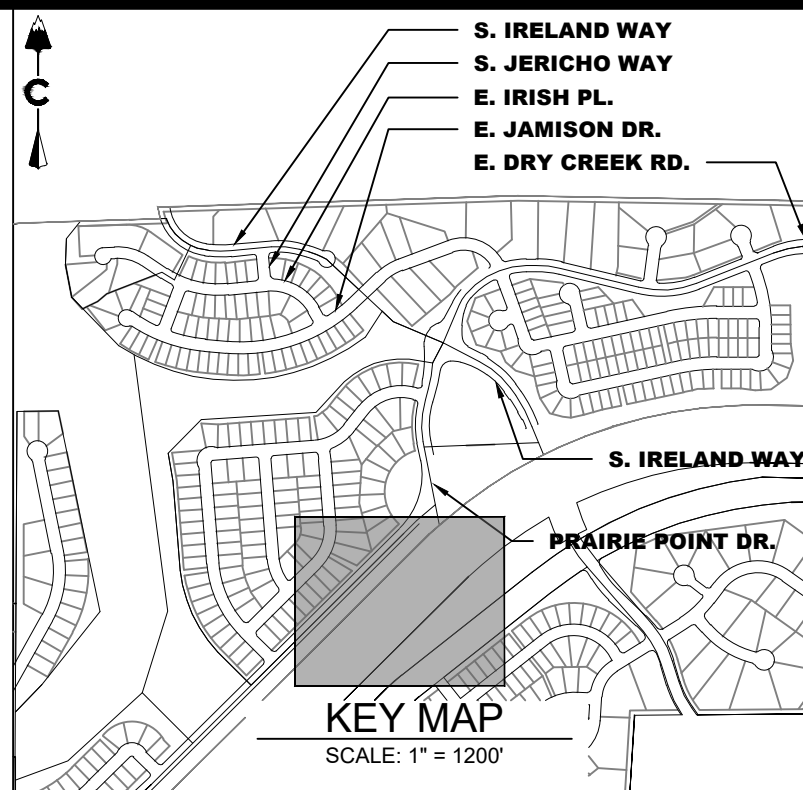 S. IRELAND WAY
S. JERICHO WAY
C
E. IRISH PL.
E. JAMISON DR.
E. DRY CREEK RD.
S. IRELAND WAY
PRAIRIE POINT DR.
KEY MAP
SCALE: 1" = 1200'